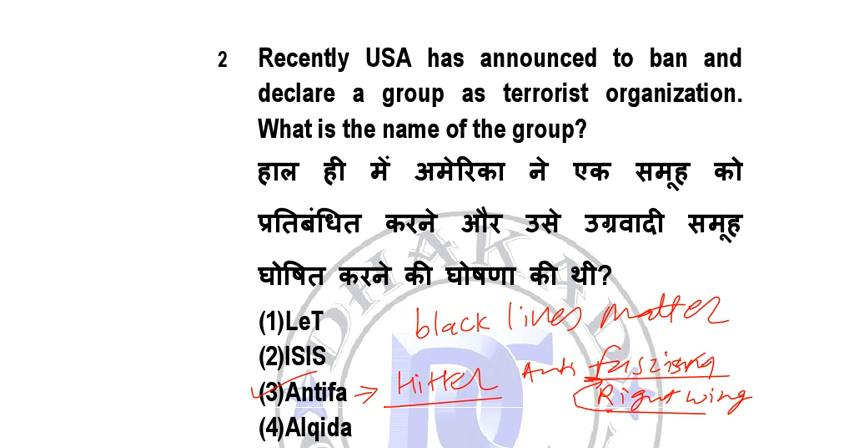 2 Recently USA has announced to ban and
declare a group as terrorist organization.
What is the name of the group?
हाल ही में अमेरिका ने एक समूह को
प्रतिबंधित करने और उसे उग्रवादी समूह
घोषित करने की घोषणा की थी?
(1)LeT
black lives matter
(2)ISIS
Anti
(3)Antifa → Hitler
Right wing
(4)Alqida
DHAKAD